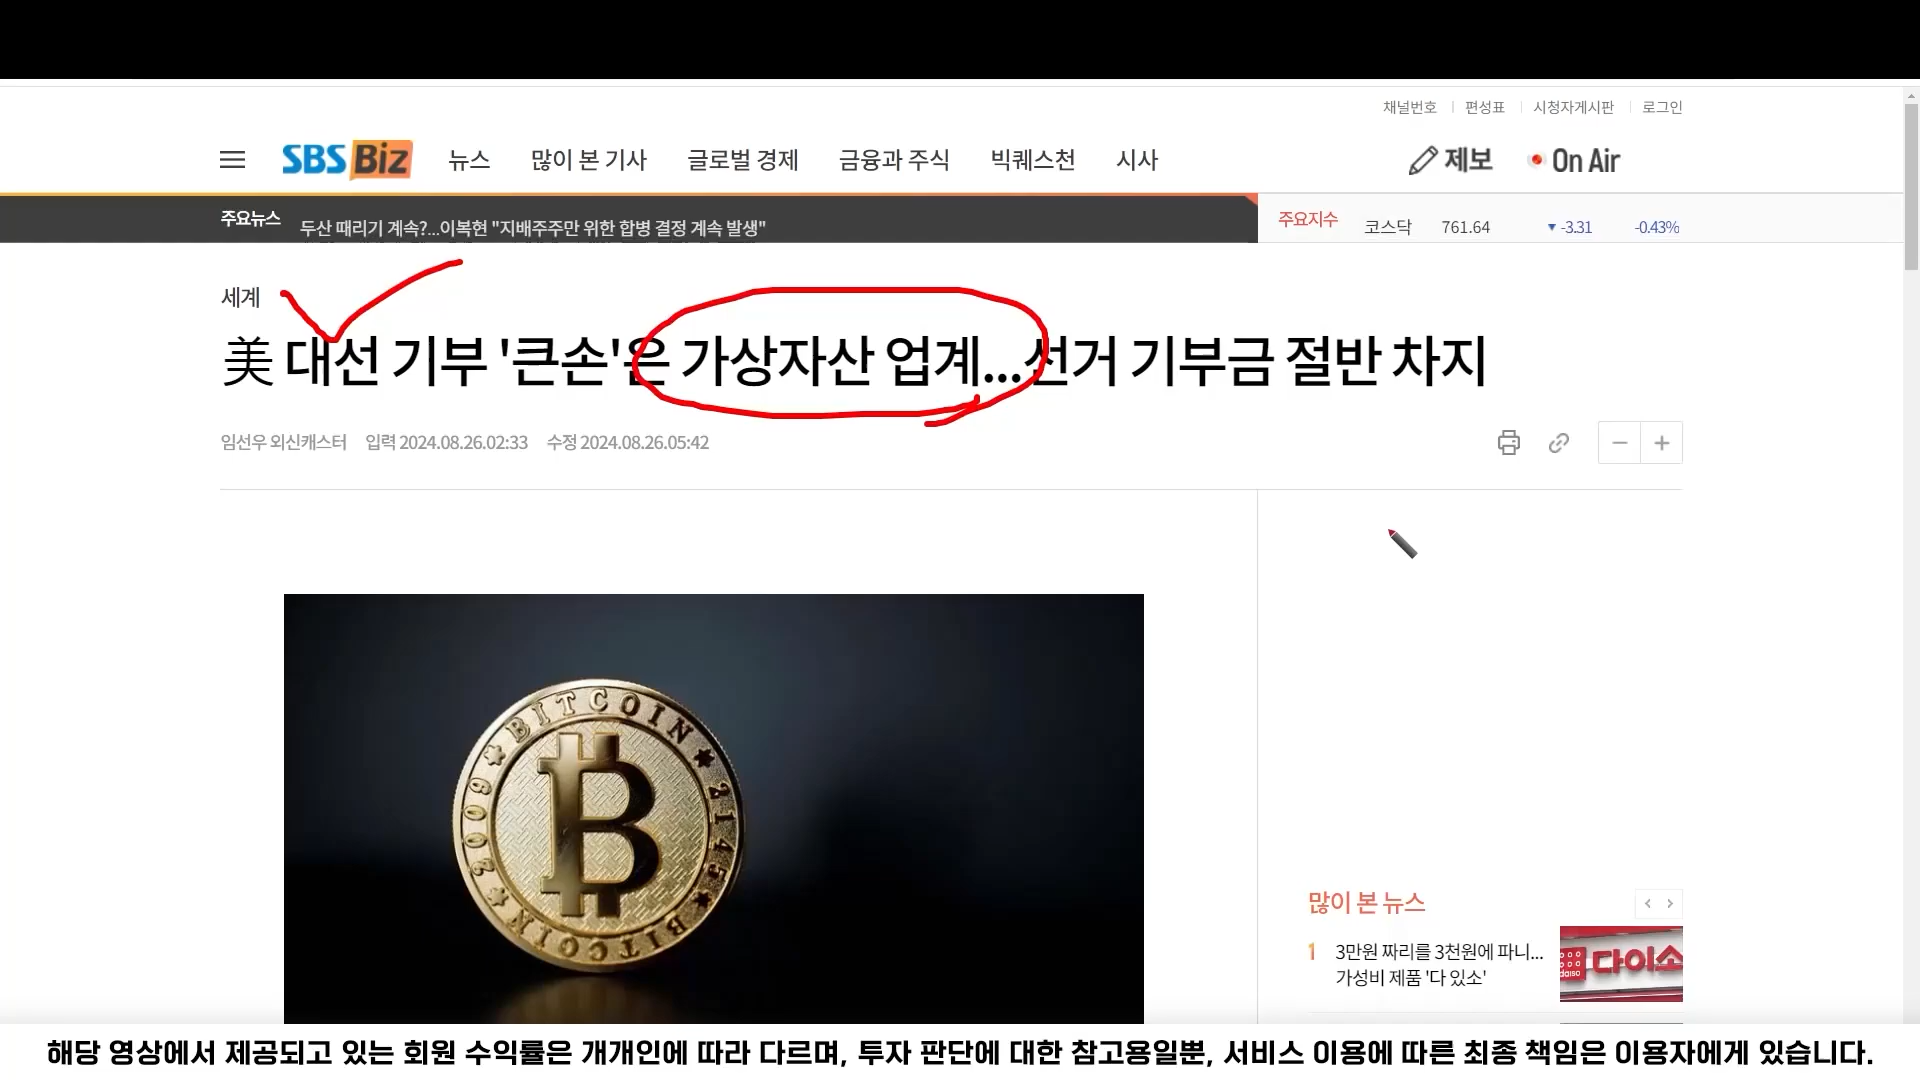 채널번호 편성표 시청자게시판 로그인
SBS Biz 뉴스 많이 본 기사 글로벌 경제 금융과 주식 빅퀘스천 시사 제보 On Air
주요뉴스 두산 때리기 계속?...이복현 "지배주주만 위한 합병 결정 계속 발생" 주요지수 코스닥 761.64 ▼ -3.31 -0.43%
세계
美 대선 기부 '큰손'은 가상자산 업계...선거 기부금 절반 차지
임선우 외신캐스터 입력 2024.08.26.02:33 수정 2024.08.26.05:42
BITCOIN 2145 BITCOIN 2009
많이 본 뉴스
1 3만원 짜리를 3천원에 파니...
가성비 제품 '다 있소'
daiso 다이소
해당 영상에서 제공되고 있는 회원 수익률은 개개인에 따라 다르며, 투자 판단에 대한 참고용일뿐, 서비스 이용에 따른 최종 책임은 이용자에게 있습니다.